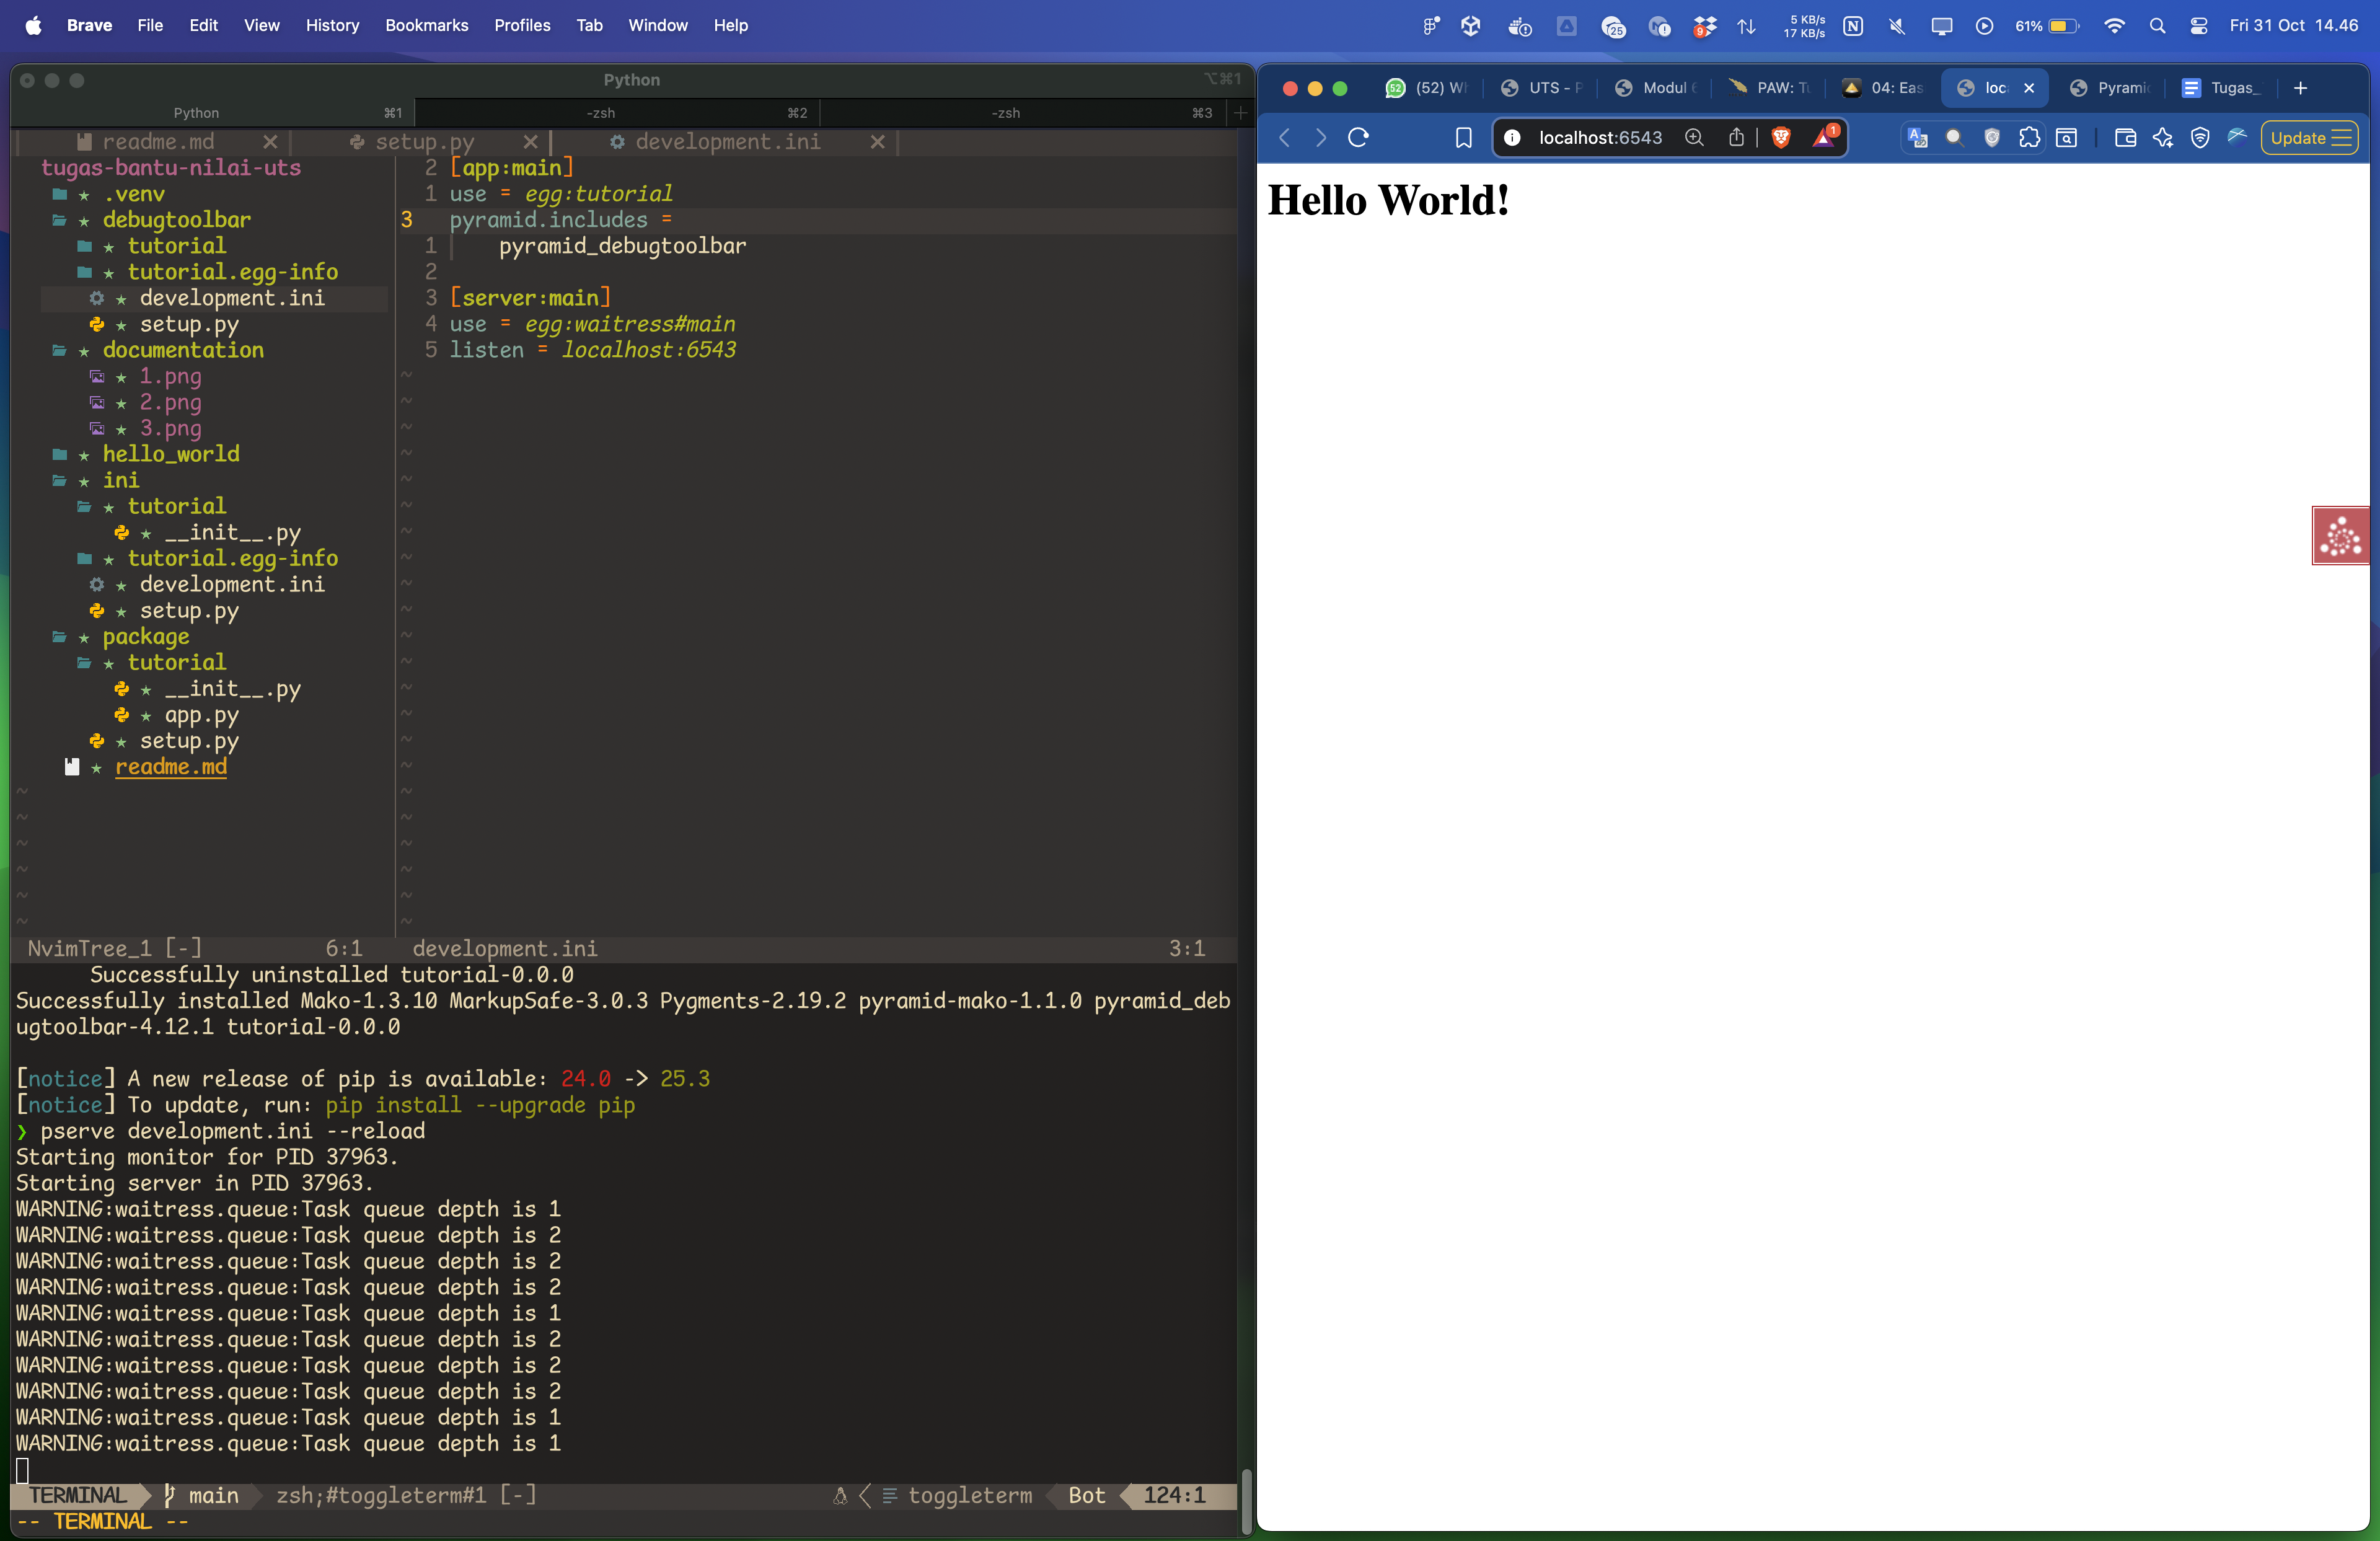 Brave File Edit View History Bookmarks Profiles Tab Window Help
25 9 5 KB/s 17 KB/s 61% Fri 31 Oct 14.46
Python ⌥⌘1
Python ⌘1 -zsh ⌘2 -zsh ⌘3
readme.md setup.py development.ini
tugas-bantu-nilai-uts
.venv
debugtoolbar
tutorial
tutorial.egg-info
development.ini
setup.py
documentation
1.png
2.png
3.png
hello_world
ini
tutorial
__init__.py
tutorial.egg-info
development.ini
setup.py
package
tutorial
__init__.py
app.py
setup.py
readme.md
2 [app:main]
1 use = egg:tutorial
3 pyramid.includes =
1 pyramid_debugtoolbar
2
3 [server:main]
4 use = egg:waitress#main
5 listen = localhost:6543
NvimTree_1 [-] 6:1 development.ini 3:1
Successfully uninstalled tutorial-0.0.0
Successfully installed Mako-1.3.10 MarkupSafe-3.0.3 Pygments-2.19.2 pyramid-mako-1.1.0 pyramid_deb
ugtoolbar-4.12.1 tutorial-0.0.0
[notice] A new release of pip is available: 24.0 -> 25.3
[notice] To update, run: pip install --upgrade pip
❯ pserve development.ini --reload
Starting monitor for PID 37963.
Starting server in PID 37963.
WARNING:waitress.queue:Task queue depth is 1
WARNING:waitress.queue:Task queue depth is 2
WARNING:waitress.queue:Task queue depth is 2
WARNING:waitress.queue:Task queue depth is 2
WARNING:waitress.queue:Task queue depth is 1
WARNING:waitress.queue:Task queue depth is 2
WARNING:waitress.queue:Task queue depth is 2
WARNING:waitress.queue:Task queue depth is 2
WARNING:waitress.queue:Task queue depth is 1
WARNING:waitress.queue:Task queue depth is 1
TERMINAL main zsh;#toggleterm#1 [-] toggleterm Bot 124:1
-- TERMINAL --
52 (52) UTS - Modul PAW: 04: Eas loc Pyrami Tugas_
localhost:6543 1 Update
Hello World!